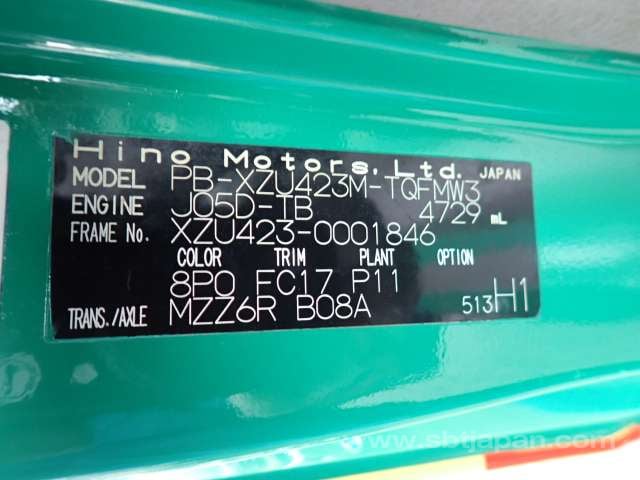 Hino Motors, Ltd. JAPAN
MODEL PB-XZU423M-TQFMW3
ENGINE J05D-TB 4729 mL
FRAME No. XZU423-0001846
COLOR TRIM PLANT OPTION
8P0 FC17 P11
TRANS./AXLE MZZ6R B08A 513H1
www.sbtjapan.com